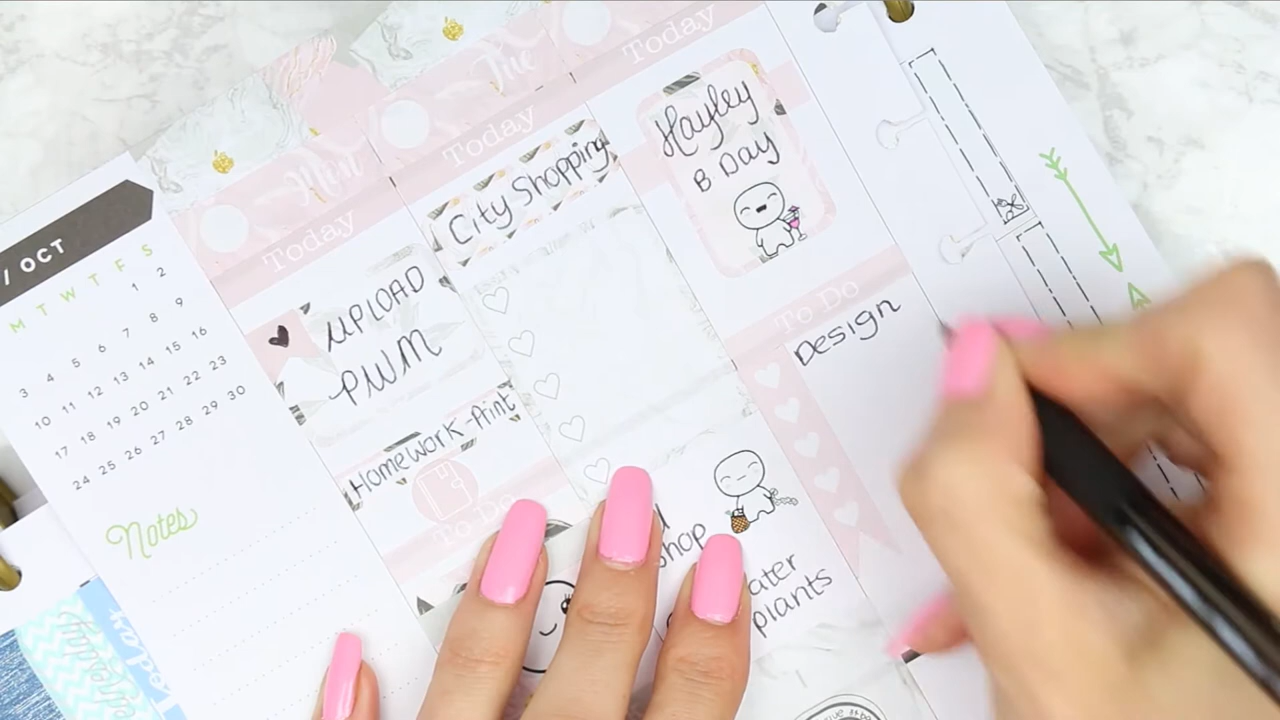 / OCT
M T W T F S
1 2
3 4 5 6 7 8 9
10 11 12 13 14 15 16
17 18 19 20 21 22 23
24 25 26 27 28 29 30
Notes
Today
UPLOAD
PWM
Homework-Print
To Do
Today
City Shopping
shop
plants
The
Today
Hayley
B Day
To Do
Design